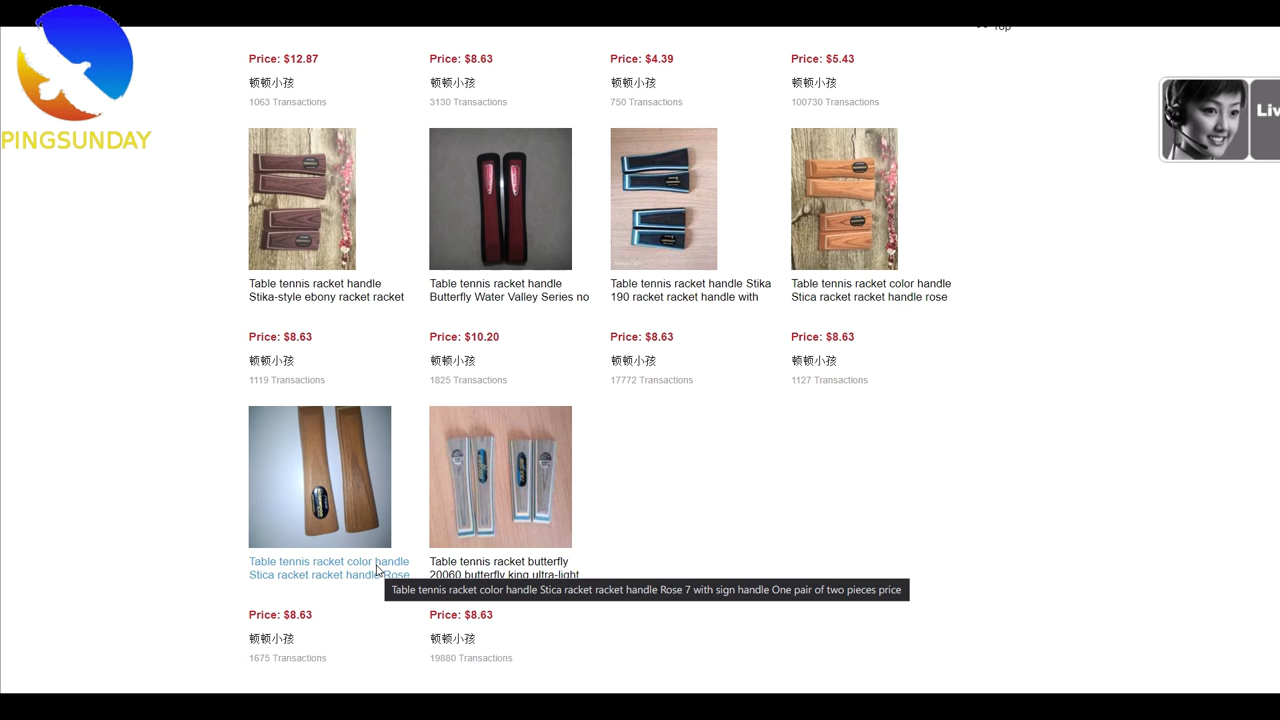 Price: $12.87
Price: $8.63
Price: $4.39
Price: $5.43
顿顿小孩
顿顿小孩
顿顿小孩
顿顿小孩
1063 Transactions
3130 Transactions
750 Transactions
100730 Transactions
PINGSUNDAY
Liv
Table tennis racket handle
Stika-style ebony racket racket
Table tennis racket handle
Butterfly Water Valley Series no
Table tennis racket handle Stika
190 racket racket handle with
Table tennis racket color handle
Stica racket racket handle rose
Price: $8.63
Price: $10.20
Price: $8.63
Price: $8.63
顿顿小孩
顿顿小孩
顿顿小孩
顿顿小孩
1119 Transactions
1825 Transactions
17772 Transactions
1127 Transactions
Table tennis racket color handle
Stica racket racket handle Rose
Table tennis racket butterfly
20060 butterfly king ultra-light
Table tennis racket color handle Stica racket racket handle Rose 7 with sign handle One pair of two pieces price
Price: $8.63
Price: $8.63
顿顿小孩
顿顿小孩
1675 Transactions
19880 Transactions